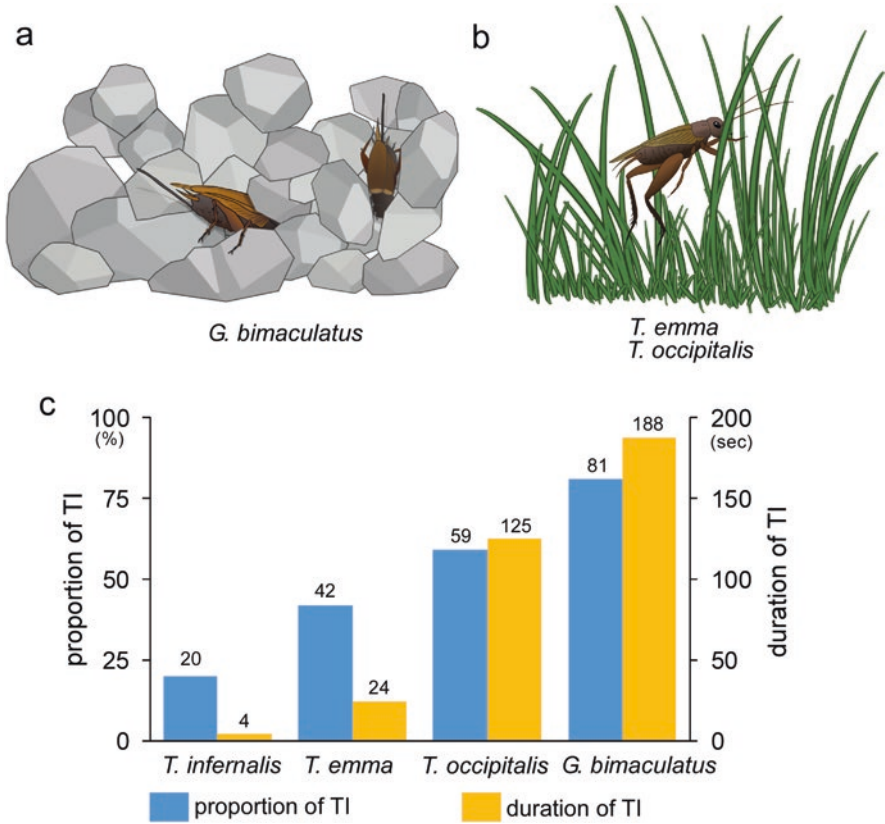 a
b
G. bimaculatus
T. emma
T. occipitalis
c
100
(%)
75
50
25
0
proportion of TI
200
(sec)
150
100
50
0
duration of TI
20
4
42
24
59
125
81
188
T. infernalis
T. emma
T. occipitalis
G. bimaculatus
proportion of TI
duration of TI